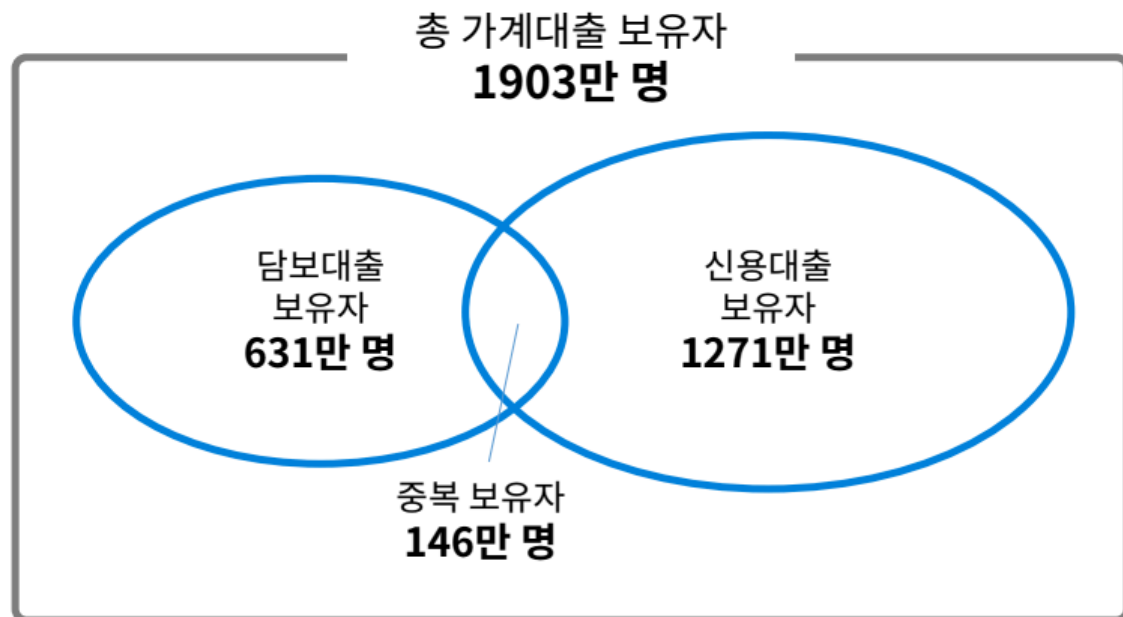 총 가계대출 보유자
1903만 명
담보대출
보유자
631만 명
신용대출
보유자
1271만 명
중복 보유자
146만 명